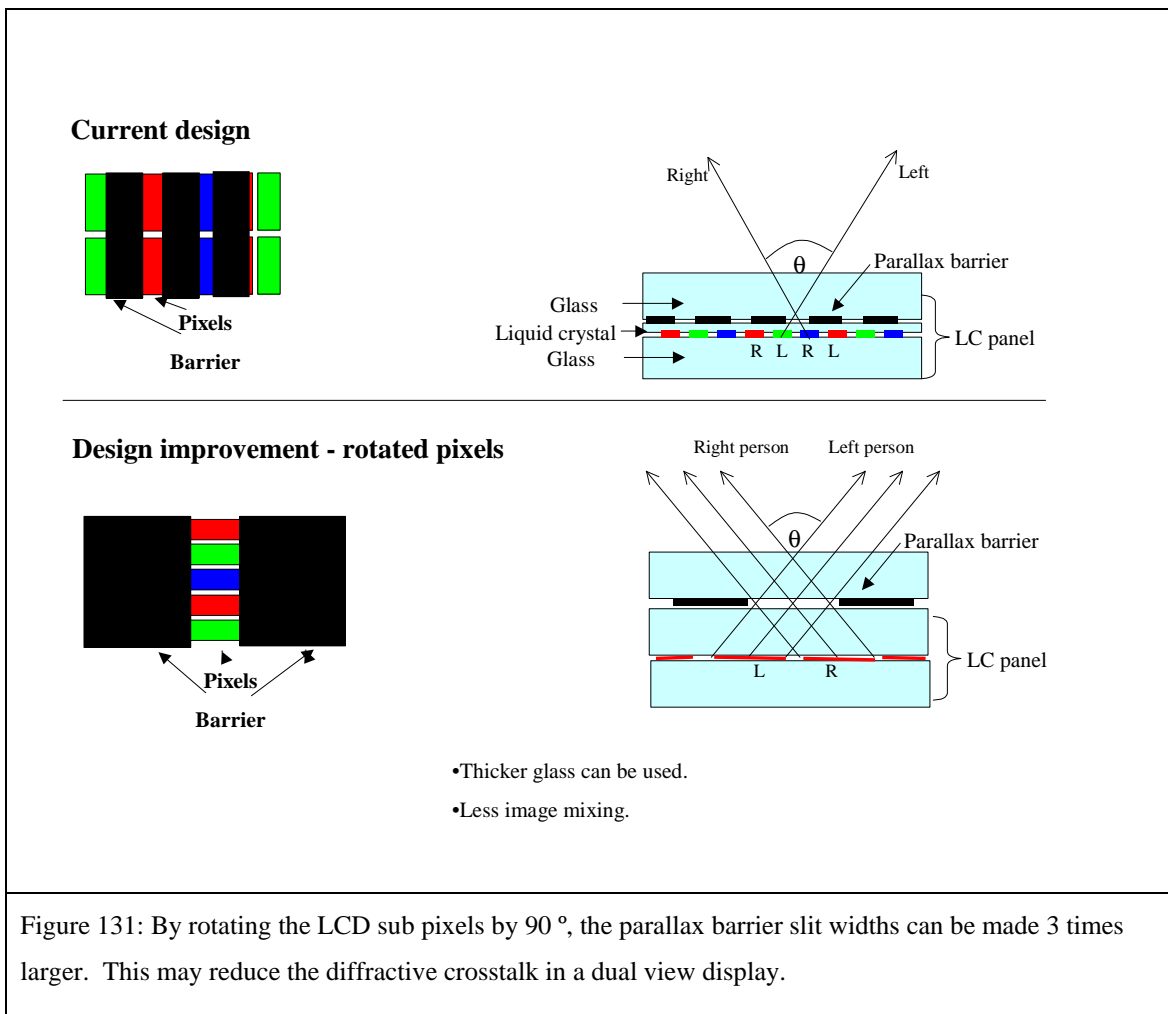 Current design
Right
Left
θ
Parallax barrier
Glass
Liquid crystal
Glass
R L R L
LC panel
Pixels
Barrier
Design improvement - rotated pixels
Right person
Left person
θ
Parallax barrier
L
R
LC panel
Pixels
Barrier
•Thicker glass can be used.
•Less image mixing.
Figure 131: By rotating the LCD sub pixels by 90 º, the parallax barrier slit widths can be made 3 times
larger. This may reduce the diffractive crosstalk in a dual view display.